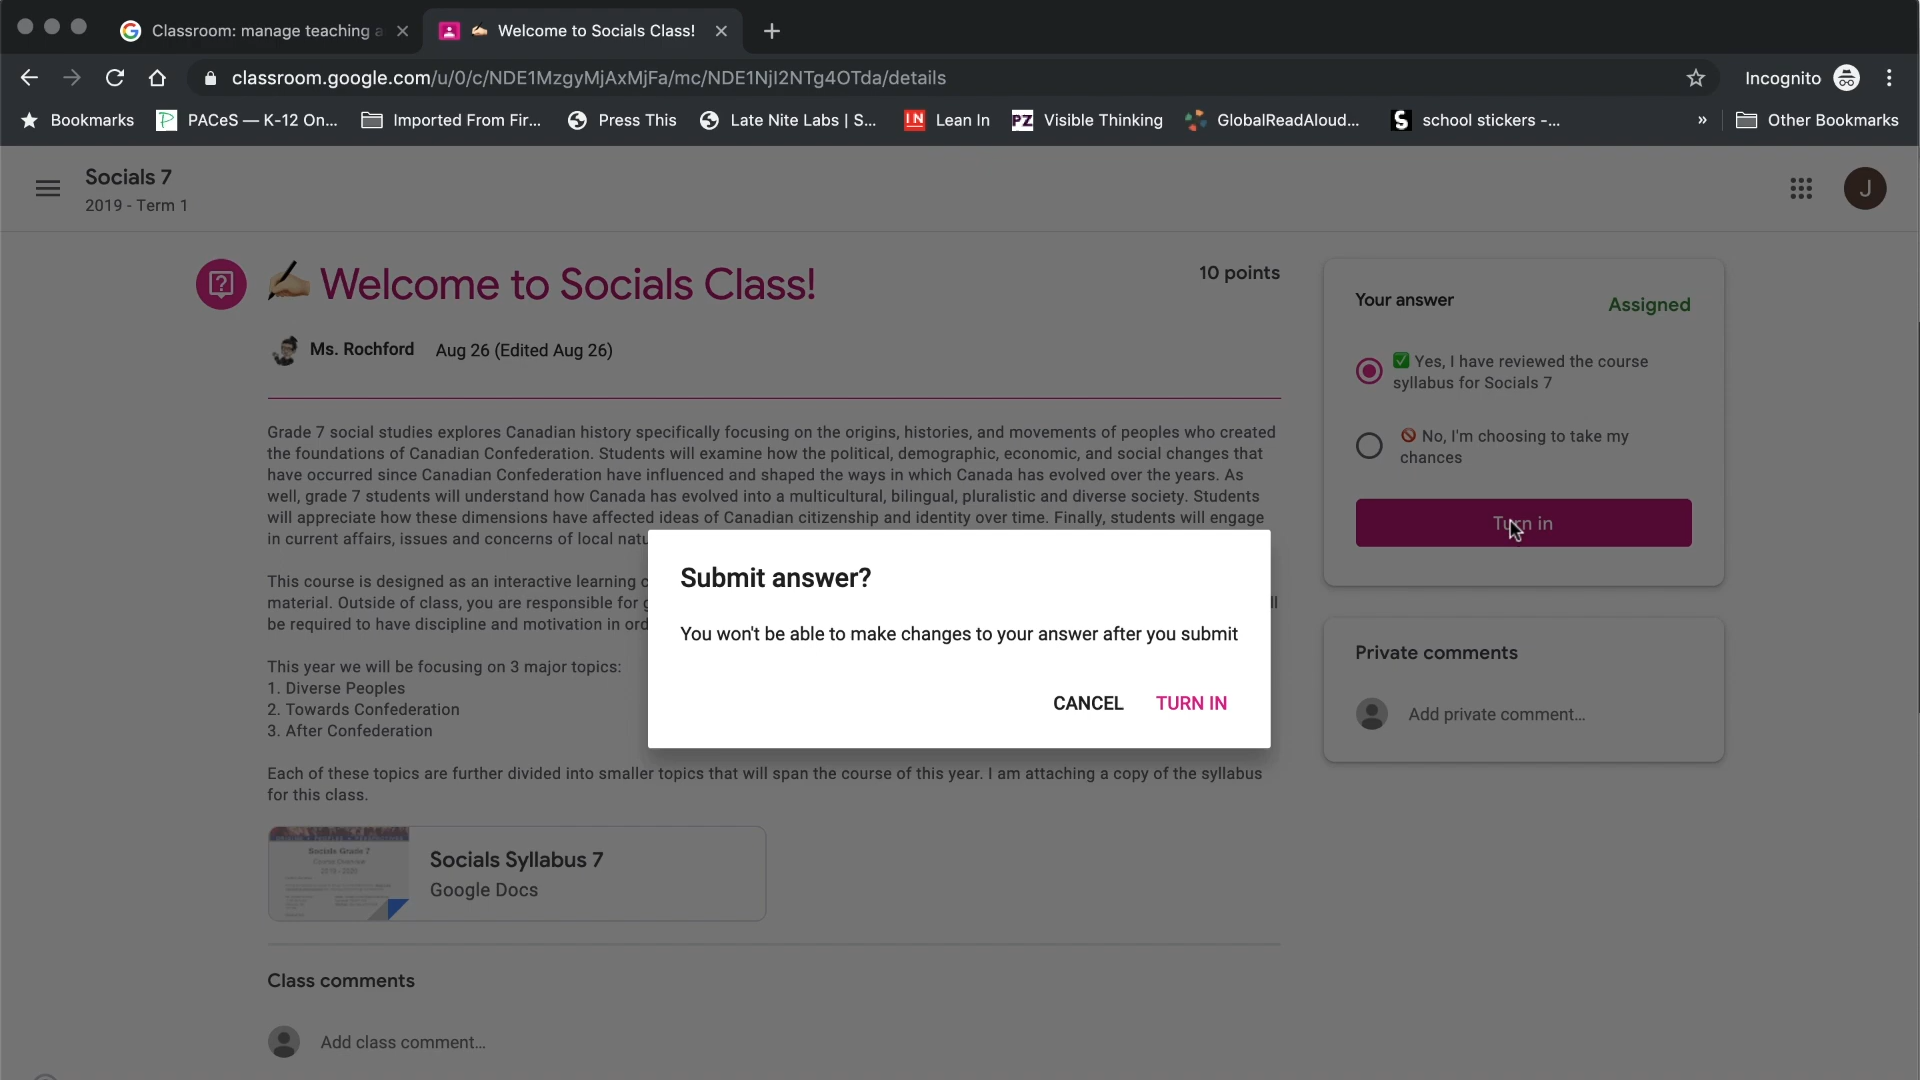 Classroom: manage teaching a
Welcome to Socials Class!
classroom.google.com/u/0/c/NDE1MzgyMjAxMjFa/mc/NDE1NjI2NTg4OTda/details
Incognito
Bookmarks
PACeS — K-12 On...
Imported From Fir...
Press This
Late Nite Labs | S...
IN Lean In
PZ Visible Thinking
GlobalReadAloud...
S school stickers -...
»
Other Bookmarks
Socials 7
2019 - Term 1
J
Welcome to Socials Class!
10 points
Ms. Rochford Aug 26 (Edited Aug 26)
Grade 7 social studies explores Canadian history specifically focusing on the origins, histories, and movements of peoples who created
the foundations of Canadian Confederation. Students will examine how the political, demographic, economic, and social changes that
have occurred since Canadian Confederation have influenced and shaped the ways in which Canada has evolved over the years. As
well, grade 7 students will understand how Canada has evolved into a multicultural, bilingual, pluralistic and diverse society. Students
will appreciate how these dimensions have affected ideas of Canadian citizenship and identity over time. Finally, students will engage
in current affairs, issues and concerns of local natu
This course is designed as an interactive learning
material. Outside of class, you are responsible for
be required to have discipline and motivation in ord
This year we will be focusing on 3 major topics:
1. Diverse Peoples
2. Towards Confederation
3. After Confederation
Each of these topics are further divided into smaller topics that will span the course of this year. I am attaching a copy of the syllabus
for this class.
Socials Grade 7
Course Overview
2019 - 2020
Socials Syllabus 7
Google Docs
Class comments
Add class comment...
Submit answer?
You won't be able to make changes to your answer after you submit
CANCEL TURN IN
Your answer
Assigned
✅ Yes, I have reviewed the course
syllabus for Socials 7
🚫 No, I'm choosing to take my
chances
Turn in
Private comments
Add private comment...